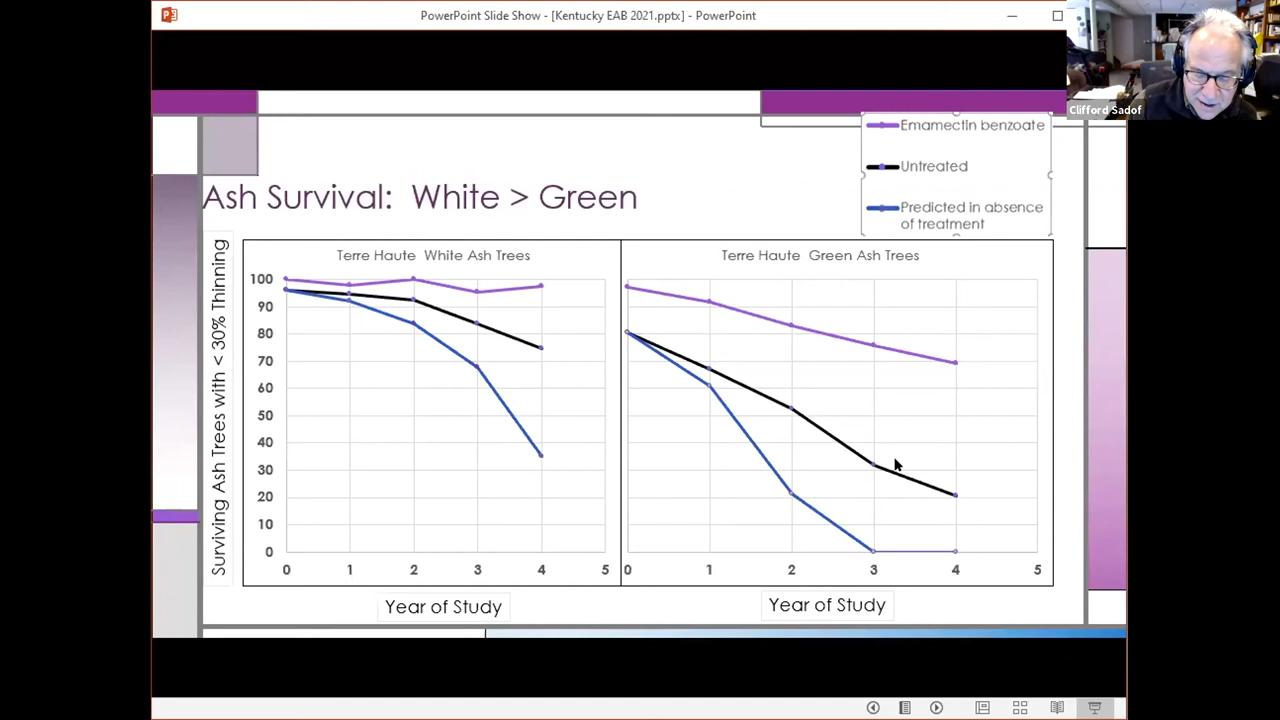 PowerPoint Slide Show - [Kentucky EAB 2021.pptx] - PowerPoint
Clifford Sadof
Emamectin benzoate
Untreated
Predicted in absence
of treatment
Ash Survival: White > Green
Surviving Ash Trees with < 30% Thinning
Terre Haute White Ash Trees
100
90
80
70
60
50
40
30
20
10
0
0 1 2 3 4 5
Year of Study
Terre Haute Green Ash Trees
0 1 2 3 4 5
Year of Study